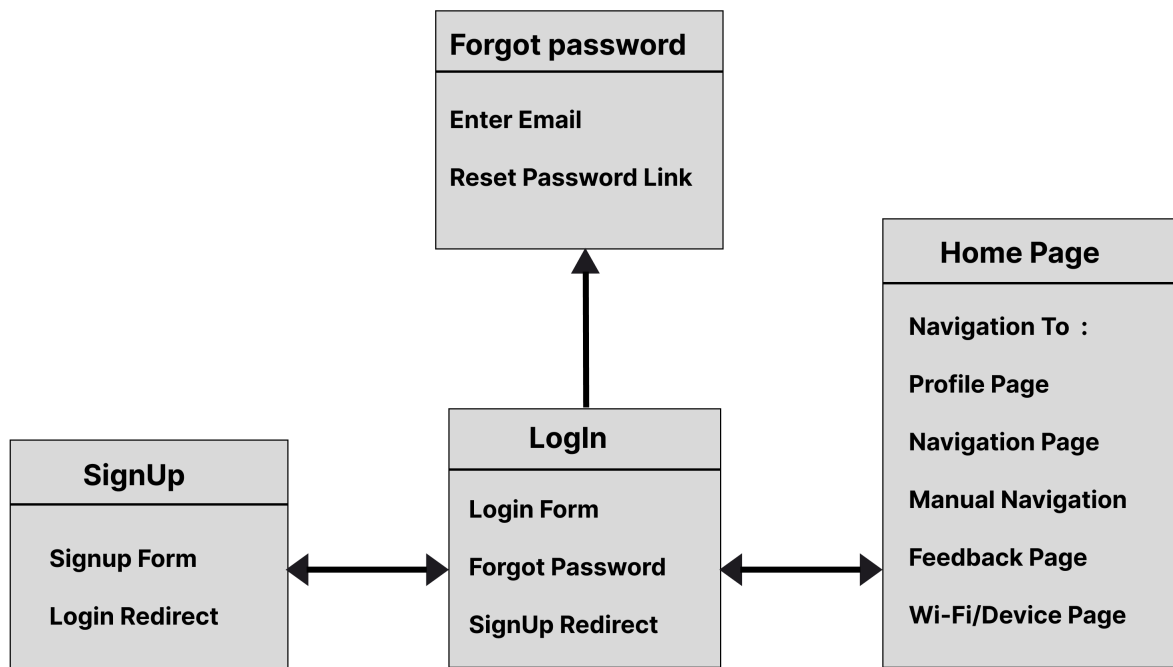 Forgot password
Enter Email
Reset Password Link
Home Page
Navigation To :
Profile Page
Navigation Page
Manual Navigation
Feedback Page
Wi-Fi/Device Page
LogIn
Login Form
Forgot Password
SignUp Redirect
SignUp
Signup Form
Login Redirect